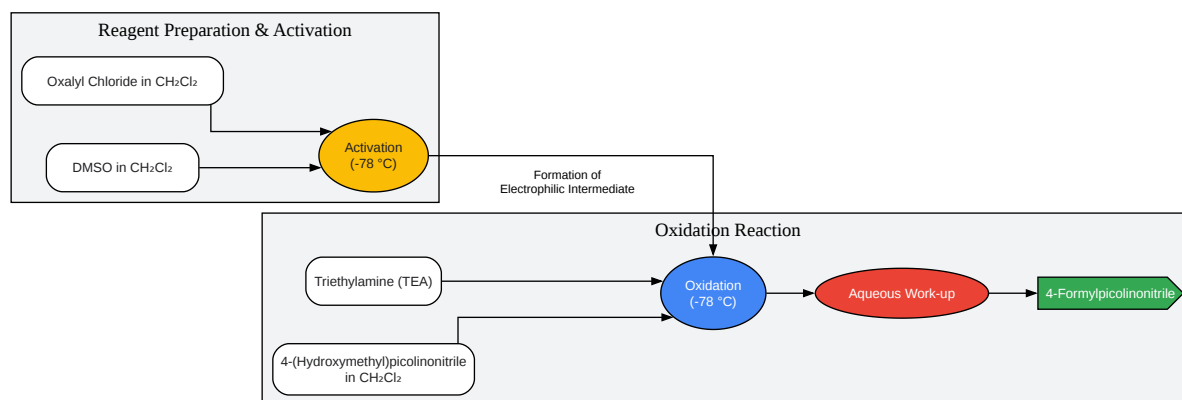 Reagent Preparation & Activation
Oxalyl Chloride in CH₂Cl₂
DMSO in CH₂Cl₂
Activation
(-78 °C)
Formation of
Electrophilic Intermediate
Oxidation Reaction
Triethylamine (TEA)
4-(Hydroxymethyl)picolinonitrile
in CH₂Cl₂
Oxidation
(-78 °C)
Aqueous Work-up
4-Formylpicolinonitrile